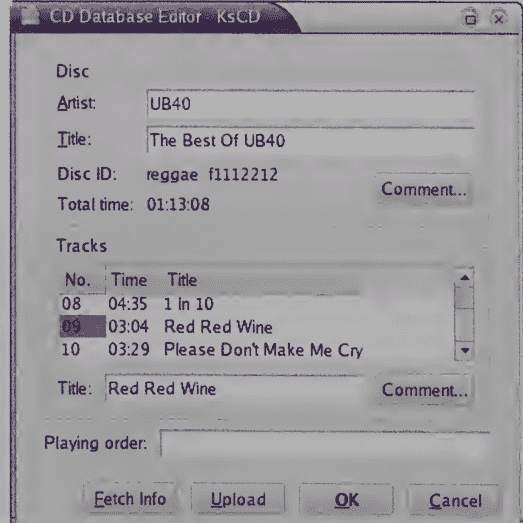 CD Database Editor - KsCD
Disc
Artist: UB40
Title: The Best Of UB40
Disc ID: reggae f1112212
Comment...
Total time: 01:13:08
Tracks
No. Time Title
08 04:35 1 In 10
09 03:04 Red Red Wine
10 03:29 Please Don't Make Me Cry
Title: Red Red Wine
Comment...
Playing order:
Fetch Info Upload OK Cancel